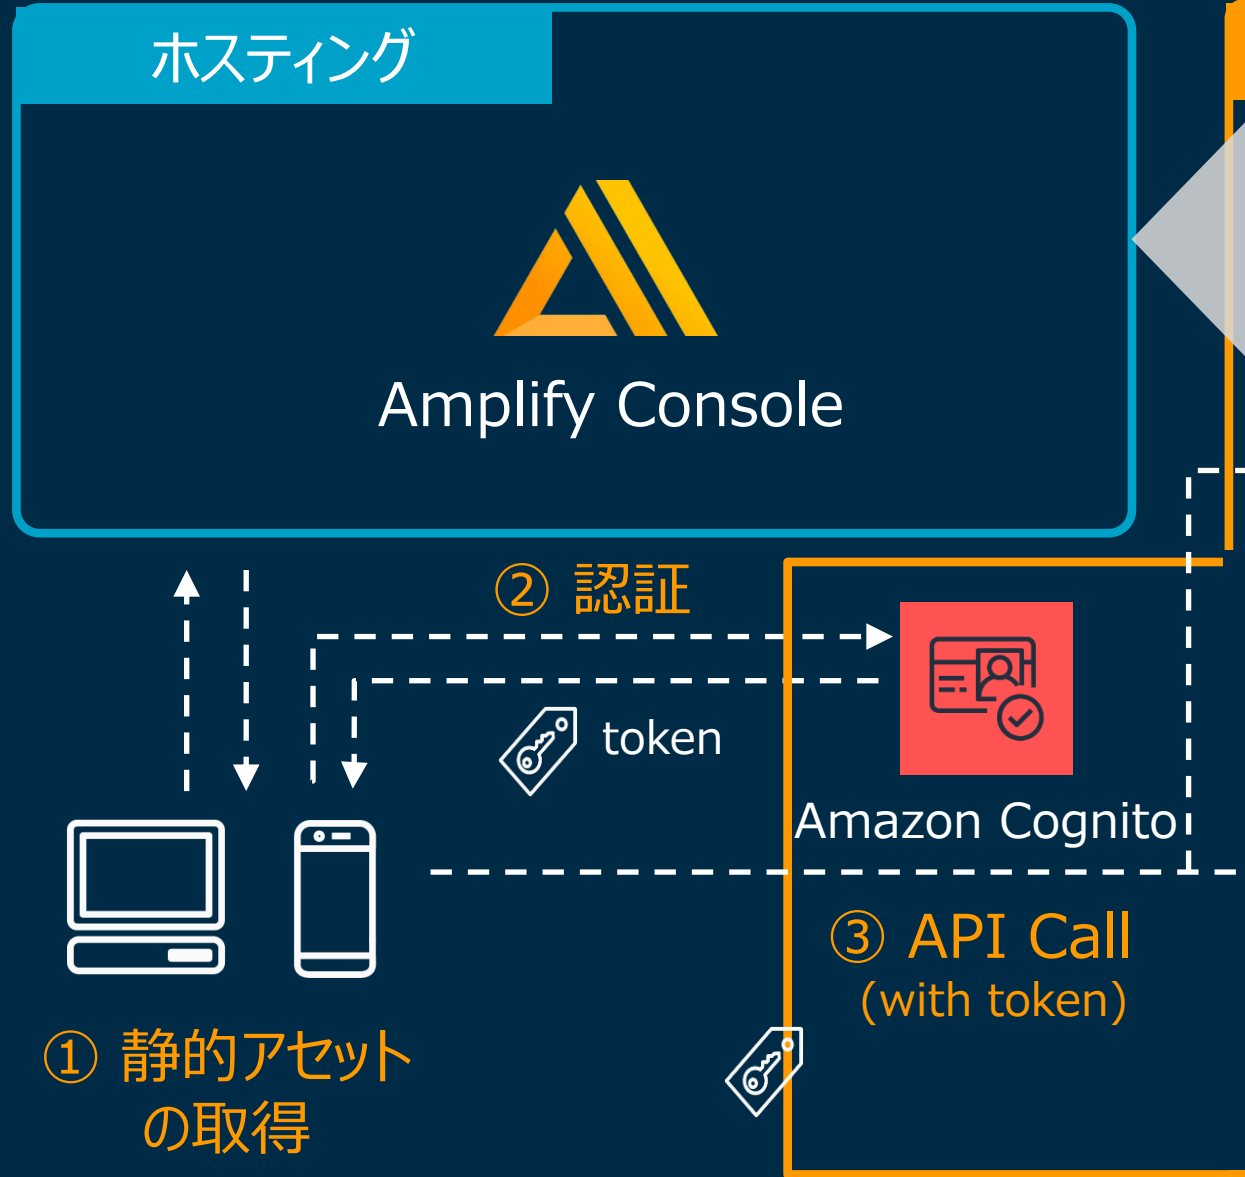 ホスティング
Amplify Console
② 認証
token
Amazon Cognito
③ API Call
(with token)
① 静的アセット
の取得